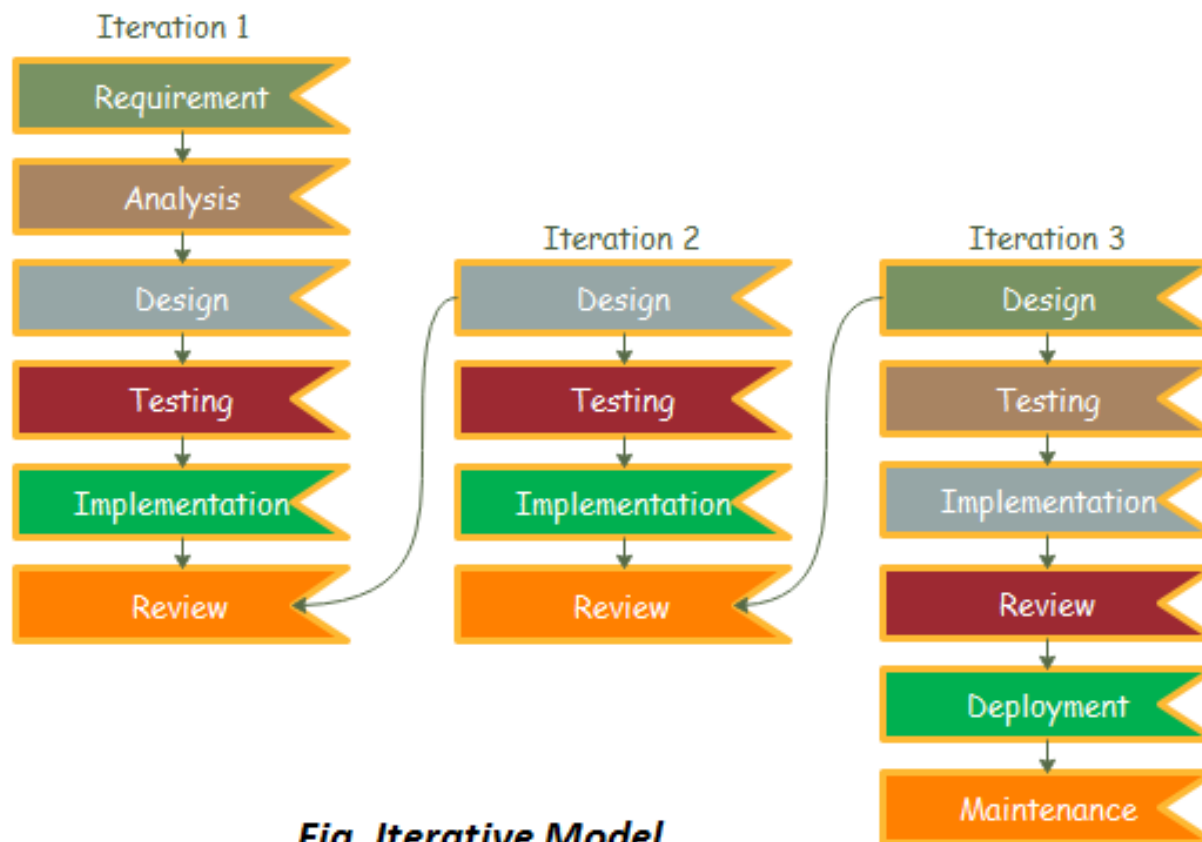 Iteration 1
Requirement
Analysis
Design
Testing
Implementation
Review
Iteration 2
Design
Testing
Implementation
Review
Iteration 3
Design
Testing
Implementation
Review
Deployment
Maintenance
Fig. Iterative Model